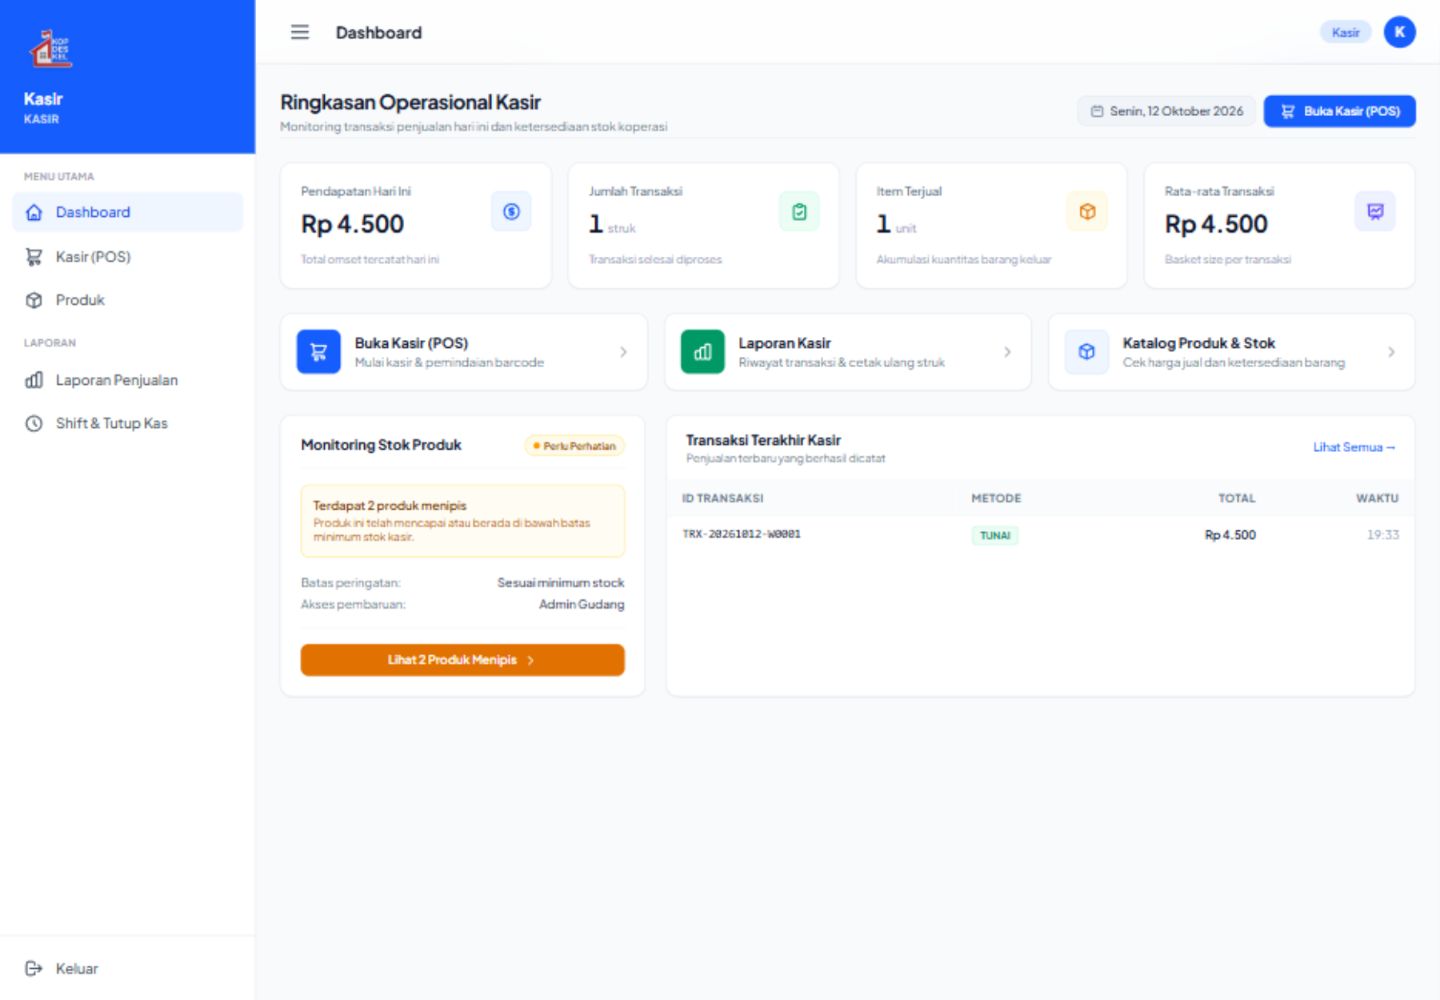 KOP
DES
KEL
Kasir
KASIR
MENU UTAMA
Dashboard
Kasir (POS)
Produk
LAPORAN
Laporan Penjualan
Shift & Tutup Kas
Keluar
Dashboard
Kasir
K
Ringkasan Operasional Kasir
Monitoring transaksi penjualan hari ini dan ketersediaan stok koperasi
Senin, 12 Oktober 2026
Buka Kasir (POS)
Pendapatan Hari Ini
Rp 4.500
Total omset tercatat hari ini
Jumlah Transaksi
1 struk
Transaksi selesai diproses
Item Terjual
1 unit
Akumulasi kuantitas barang keluar
Rata-rata Transaksi
Rp 4.500
Basket size per transaksi
Buka Kasir (POS)
Mulai kasir & pemindaian barcode
Laporan Kasir
Riwayat transaksi & cetak ulang struk
Katalog Produk & Stok
Cek harga jual dan ketersediaan barang
Monitoring Stok Produk
Perlu Perhatian
Terdapat 2 produk menipis
Produk ini telah mencapai atau berada di bawah batas
minimum stok kasir.
Batas peringatan: Sesuai minimum stock
Akses pembaruan: Admin Gudang
Lihat 2 Produk Menipis
Transaksi Terakhir Kasir
Penjualan terbaru yang berhasil dicatat
Lihat Semua →
ID TRANSAKSI METODE TOTAL WAKTU
TRX-20261012-W0001 TUNAI Rp 4.500 19:33